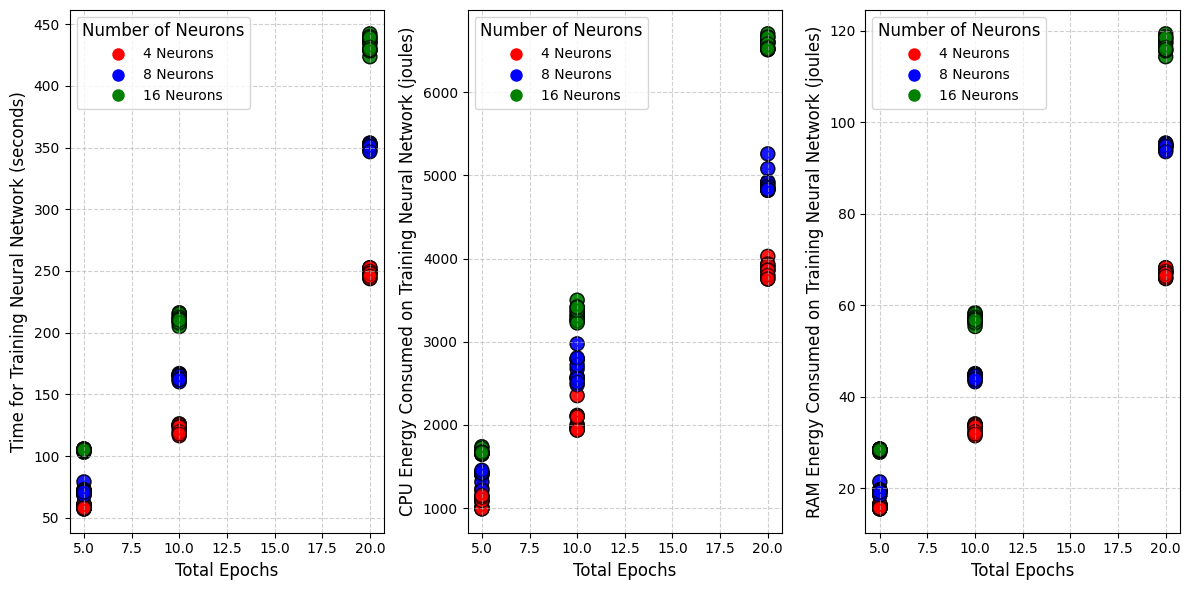 Time for Training Neural Network (seconds)
450
400
350
300
250
200
150
100
50
Number of Neurons
4 Neurons
8 Neurons
16 Neurons
5.0 7.5 10.0 12.5 15.0 17.5 20.0
Total Epochs
CPU Energy Consumed on Training Neural Network (joules)
6000
5000
4000
3000
2000
1000
Number of Neurons
4 Neurons
8 Neurons
16 Neurons
5.0 7.5 10.0 12.5 15.0 17.5 20.0
Total Epochs
RAM Energy Consumed on Training Neural Network (joules)
120
100
80
60
40
20
Number of Neurons
4 Neurons
8 Neurons
16 Neurons
5.0 7.5 10.0 12.5 15.0 17.5 20.0
Total Epochs